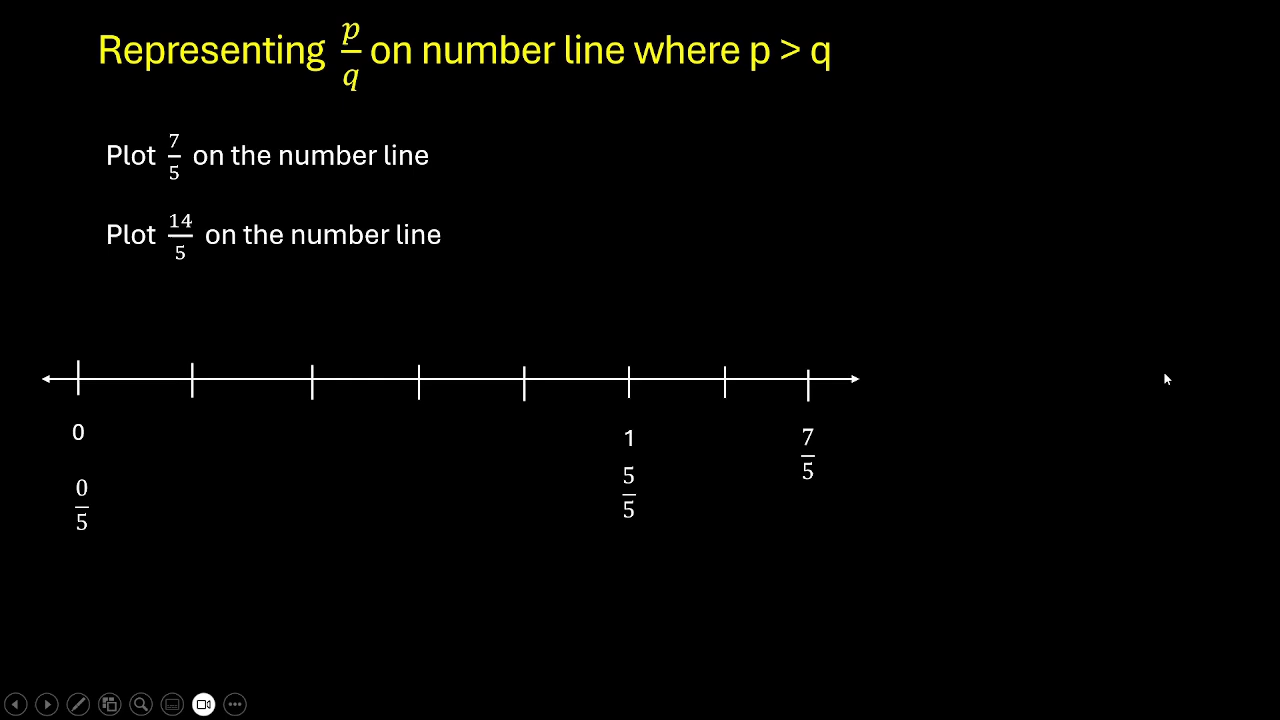 Representing p/q on number line where p > q
Plot 7/5 on the number line
Plot 14/5 on the number line
0 1 7/5
0/5 5/5